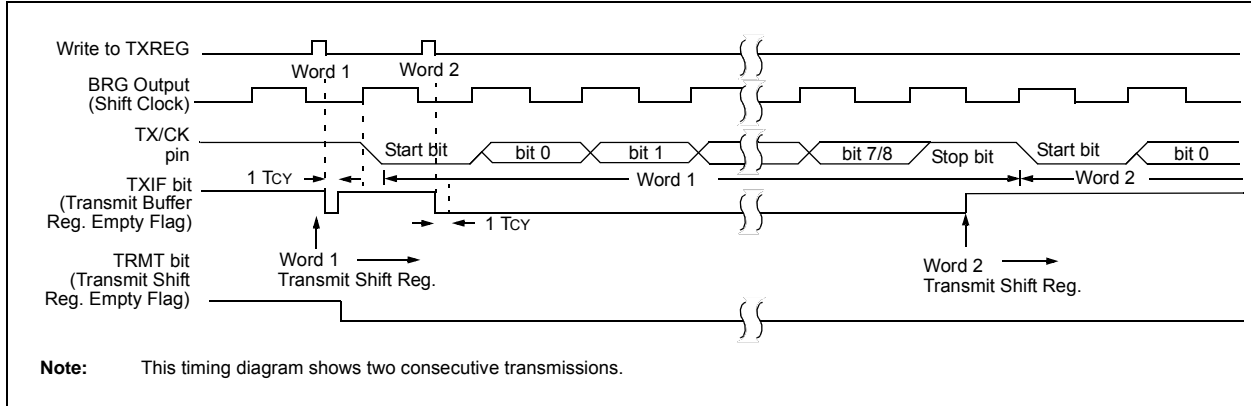 Write to TXREG
Word 1 Word 2
BRG Output
(Shift Clock)
TX/CK
pin
Start bit bit 0 bit 1 bit 7/8 Stop bit Start bit bit 0
1 TCY
Word 1 Word 2
TXIF bit
(Transmit Buffer
Reg. Empty Flag)
1 TCY
Word 1
Transmit Shift Reg.
Word 2
Transmit Shift Reg.
TRMT bit
(Transmit Shift
Reg. Empty Flag)
Note: This timing diagram shows two consecutive transmissions.